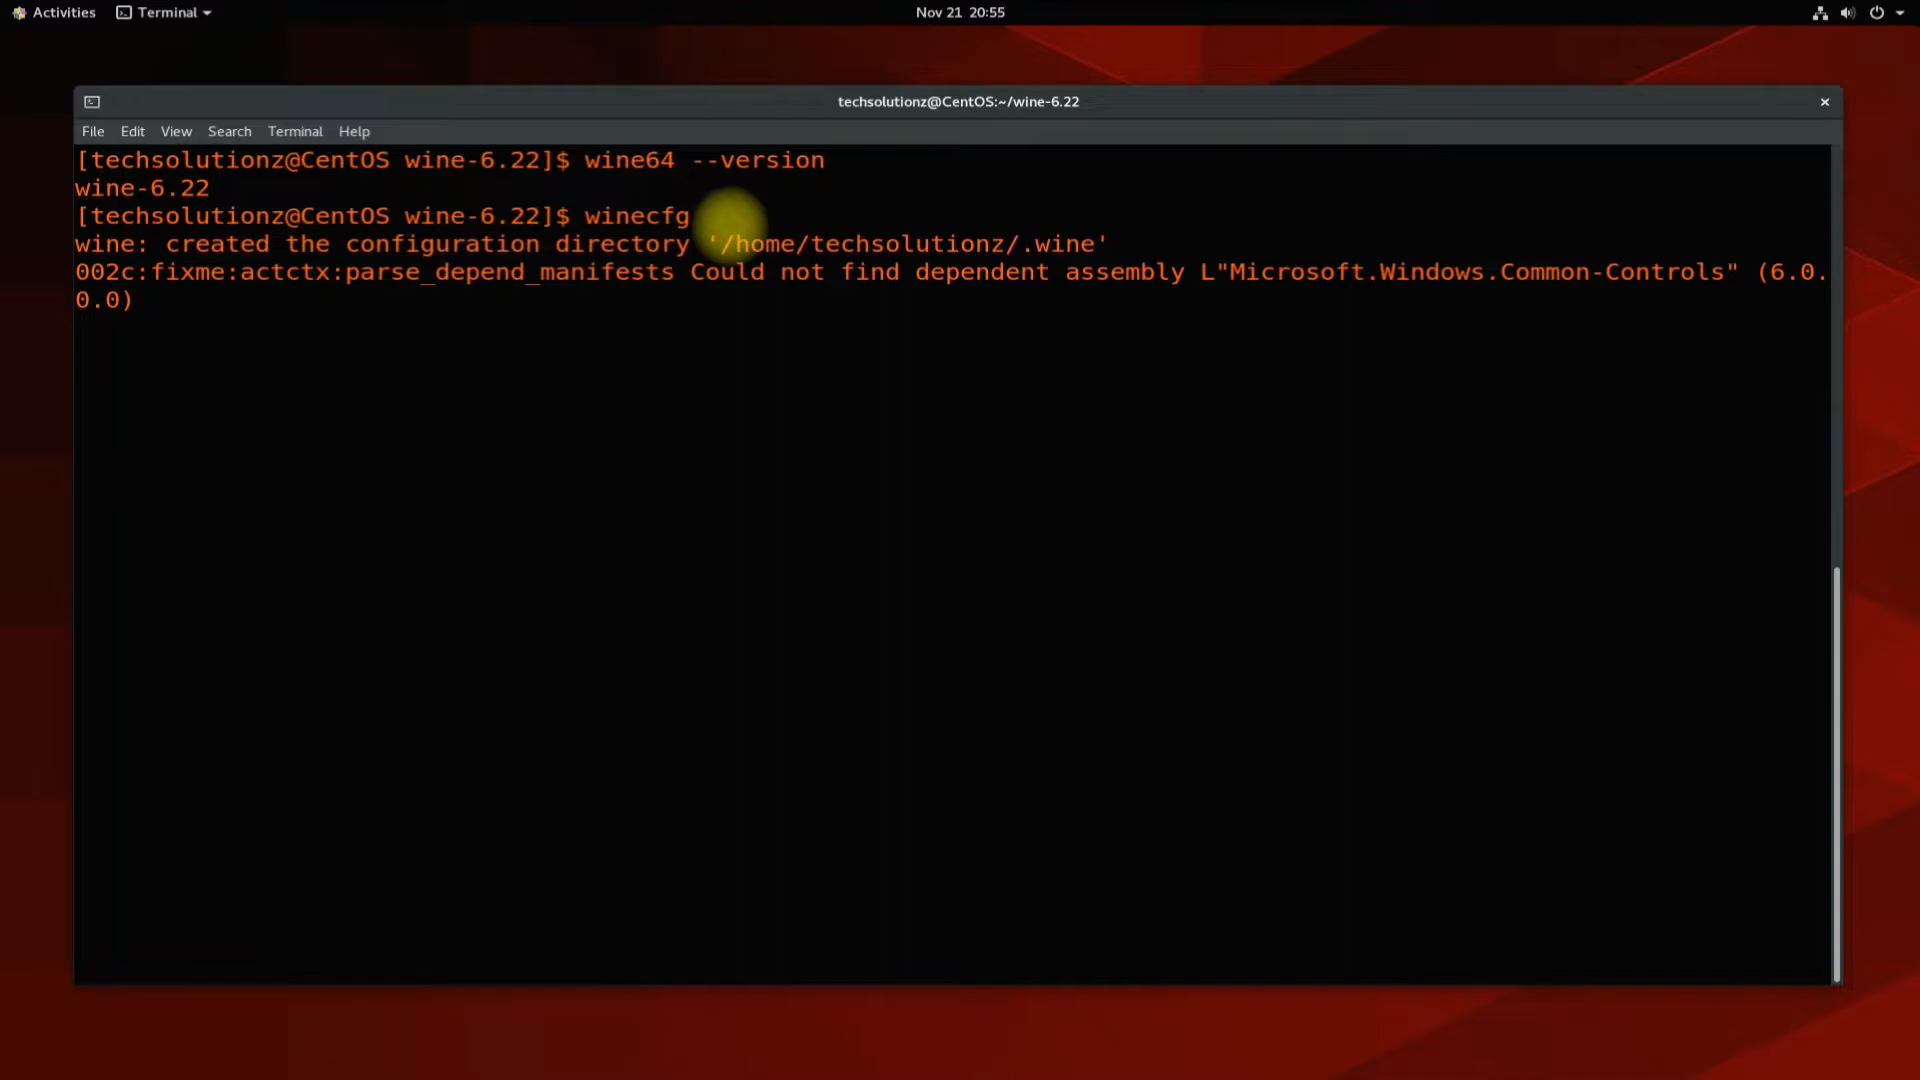 Activities Terminal Nov 21 20:55
techsolutionz@CentOS:~/wine-6.22
File Edit View Search Terminal Help
[techsolutionz@CentOS wine-6.22]$ wine64 --version
wine-6.22
[techsolutionz@CentOS wine-6.22]$ winecfg
wine: created the configuration directory '/home/techsolutionz/.wine'
002c:fixme:actctx:parse_depend_manifests Could not find dependent assembly L"Microsoft.Windows.Common-Controls" (6.0.
0.0)